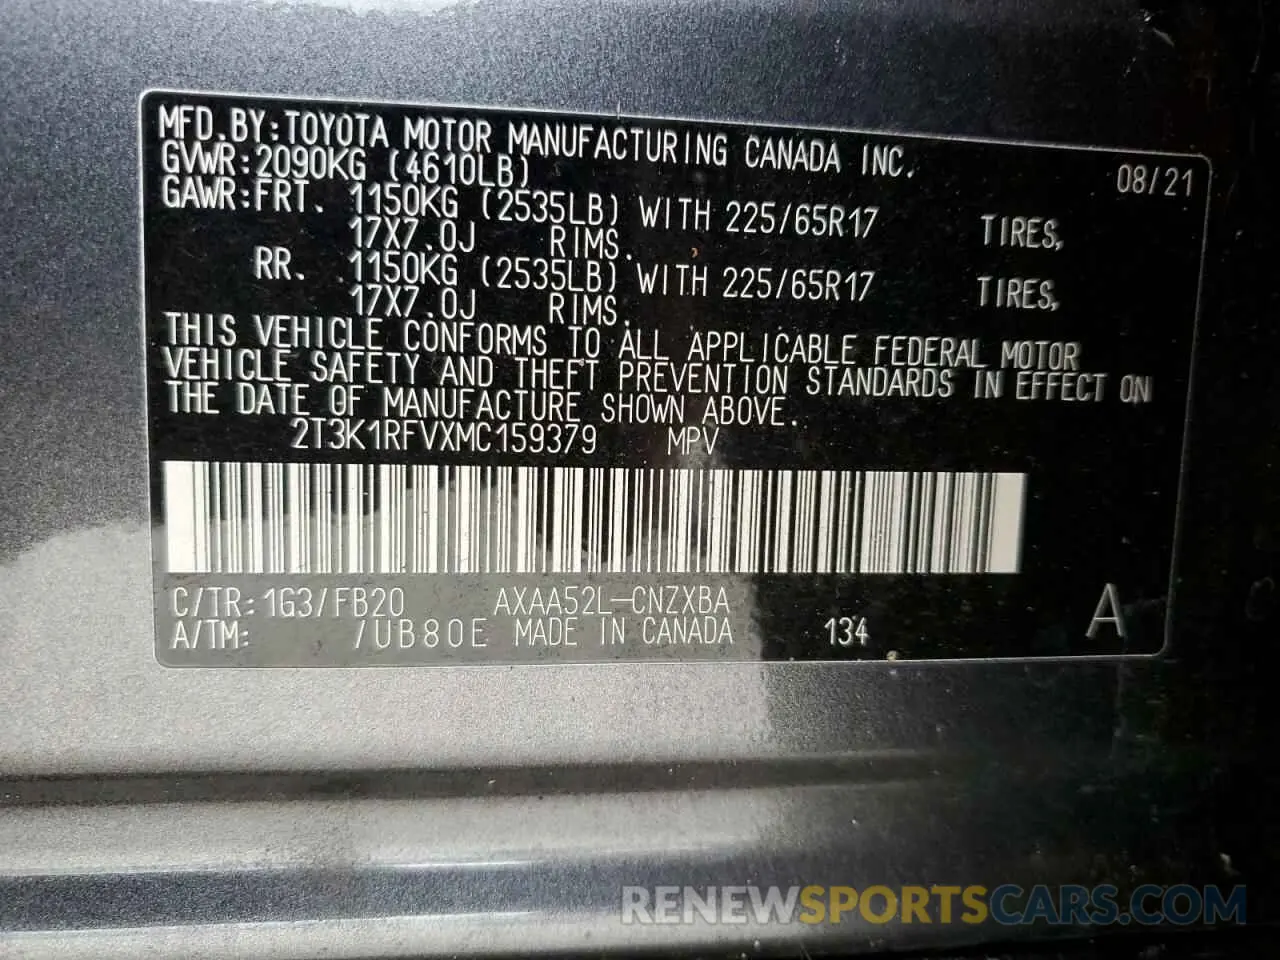 MFD.BY:TOYOTA MOTOR MANUFACTURING CANADA INC. 08/21
GVWR:2090KG (4610LB)
GAWR:FRT. 1150KG (2535LB) WITH 225/65R17 TIRES,
17X7.0J RIMS.
RR. 1150KG (2535LB) WITH 225/65R17 TIRES,
17X7.0J RIMS.
THIS VEHICLE CONFORMS TO ALL APPLICABLE FEDERAL MOTOR
VEHICLE SAFETY AND THEFT PREVENTION STANDARDS IN EFFECT ON
THE DATE OF MANUFACTURE SHOWN ABOVE.
2T3K1RFVXMC159379 MPV
C/TR:1G3/FB20 AXAA52L-CNZXBA
A/TM: /UB80E MADE IN CANADA 134 A
RENEWSPORTSCARS.COM